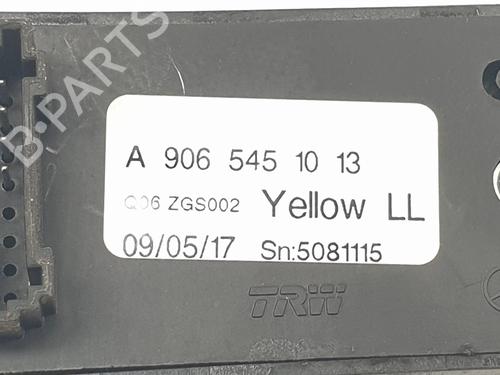 B-PARTS
A 906 545 10 13
Q06 ZGS002 Yellow LL
09/05/17 Sn:5081115
TRW